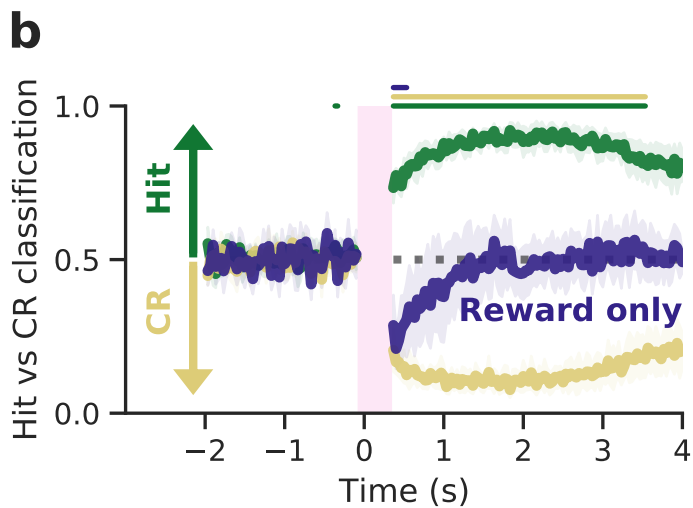 b
Hit vs CR classification
1.0
0.5
0.0
Hit
CR
Reward only
−2
−1
0
1
2
3
4
Time (s)